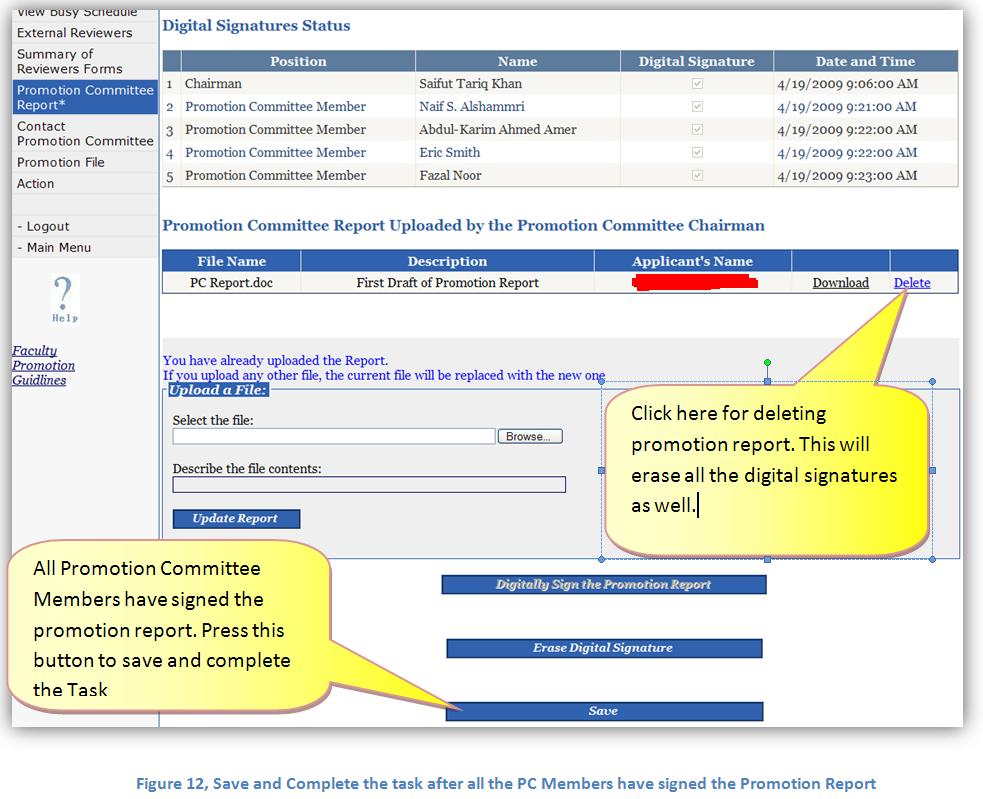 View Busy Schedule
External Reviewers
Summary of
Reviewers Forms
Promotion Committee
Report*
Contact
Promotion Committee
Promotion File
Action
- Logout
- Main Menu
?
Help
Faculty
Promotion
Guidlines
Digital Signatures Status
Position Name Digital Signature Date and Time
1 Chairman Saifut Tariq Khan 4/19/2009 9:06:00 AM
2 Promotion Committee Member Naif S. Alshammri 4/19/2009 9:21:00 AM
3 Promotion Committee Member Abdul-Karim Ahmed Amer 4/19/2009 9:22:00 AM
4 Promotion Committee Member Eric Smith 4/19/2009 9:22:00 AM
5 Promotion Committee Member Fazal Noor 4/19/2009 9:23:00 AM
Promotion Committee Report Uploaded by the Promotion Committee Chairman
File Name Description Applicant's Name
PC Report.doc First Draft of Promotion Report Download Delete
You have already uploaded the Report.
If you upload any other file, the current file will be replaced with the new one
Upload a File:
Select the file:
Browse...
Describe the file contents:
Update Report
Click here for deleting
promotion report. This will
erase all the digital signatures
as well.
All Promotion Committee
Members have signed the
promotion report. Press this
button to save and complete
the Task
Digitally Sign the Promotion Report
Erase Digital Signature
Save
Figure 12, Save and Complete the task after all the PC Members have signed the Promotion Report